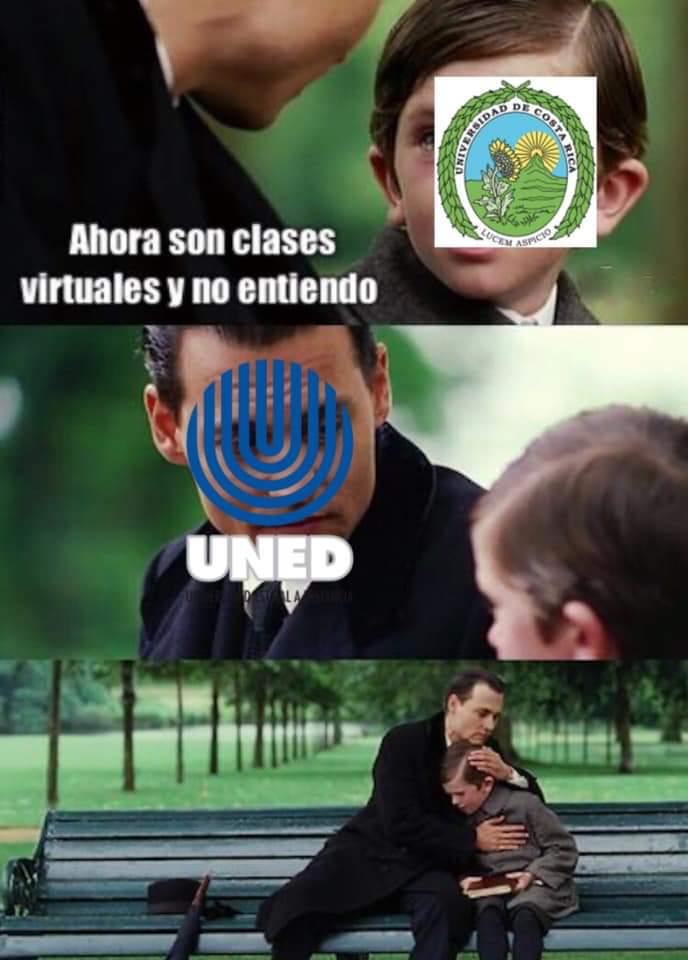 UNIVERSIDAD DE COSTA RICA
LUCEM ASPICIO
Ahora son clases
virtuales y no entiendo
UNED